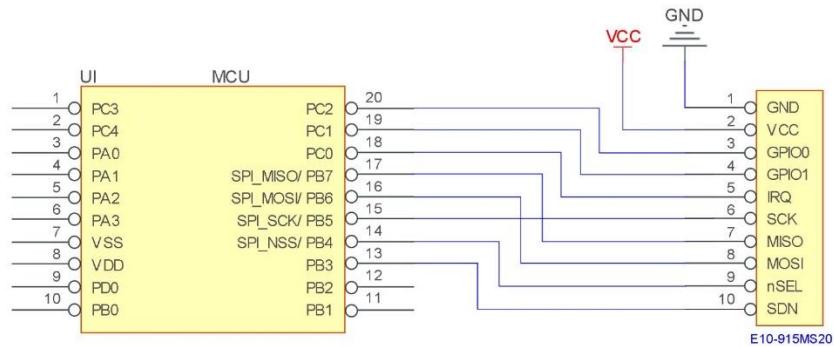 GND
VCC
UI MCU
1 PC3 PC2 20 1 GND
2 PC4 PC1 19 2 VCC
3 PA0 PC0 18 3 GPIO0
4 PA1 SPI_MISO/ PB7 17 4 GPIO1
5 PA2 SPI_MOSI/ PB6 16 5 IRQ
6 PA3 SPI_SCK/ PB5 15 6 SCK
7 VSS SPI_NSS/ PB4 14 7 MISO
8 VDD PB3 13 8 MOSI
9 PD0 PB2 12 9 nSEL
10 PB0 PB1 11 10 SDN
E10-915MS20